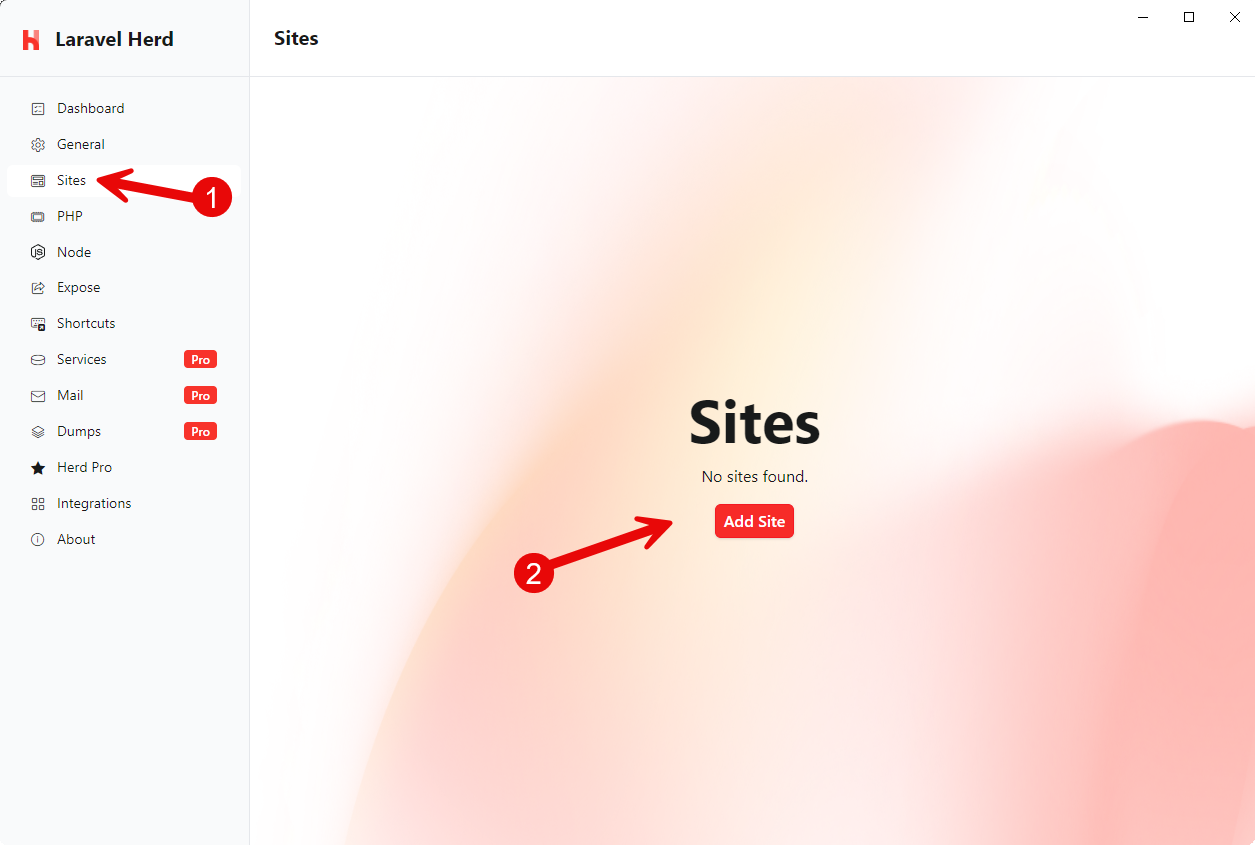 Laravel Herd
Sites
Dashboard
General
Sites
1
PHP
Node
Expose
Shortcuts
Services Pro
Mail Pro
Dumps Pro
Herd Pro
Integrations
About
Sites
No sites found.
Add Site
2